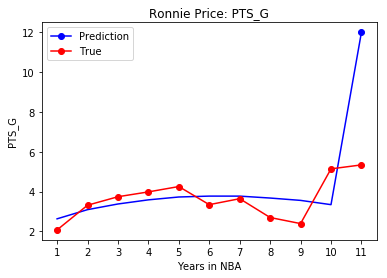 Ronnie Price: PTS_G
Prediction
True
PTS_G
12
10
8
6
4
2
1 2 3 4 5 6 7 8 9 10 11
Years in NBA